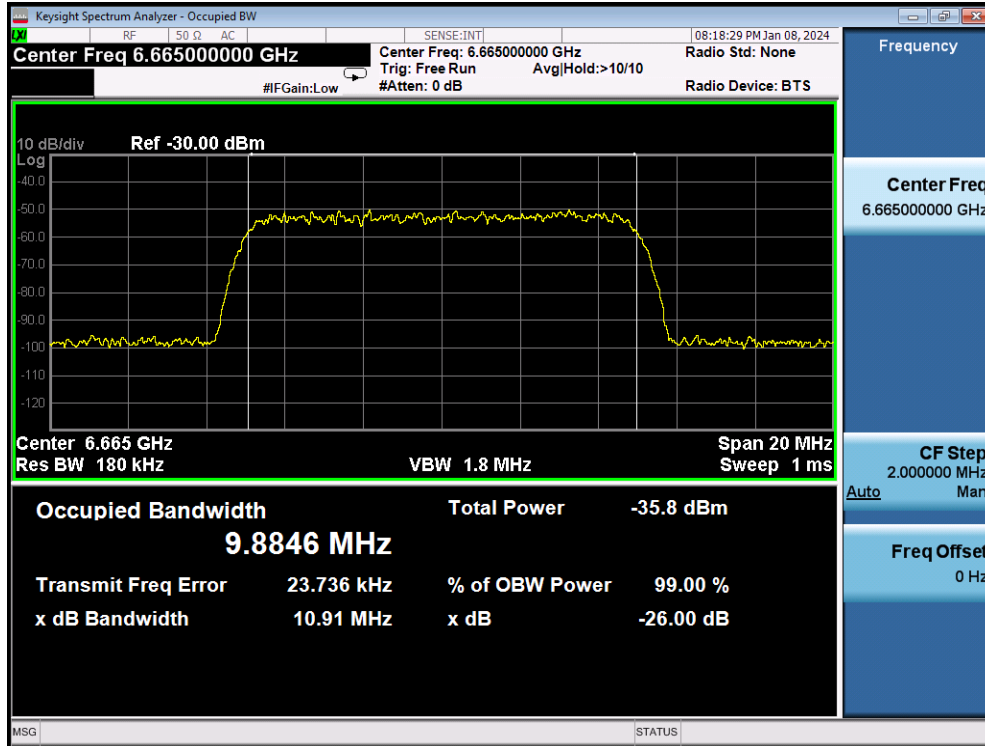 Keysight Spectrum Analyzer - Occupied BW
LXI RF 50 Ω AC SENSE:INT 08:18:29 PM Jan 08, 2024
Center Freq 6.665000000 GHz
Center Freq: 6.665000000 GHz Radio Std: None
Trig: Free Run Avg|Hold:>10/10
#IFGain:Low #Atten: 0 dB Radio Device: BTS
10 dB/div Ref -30.00 dBm
Log
-40.0
-50.0
-60.0
-70.0
-80.0
-90.0
-100
-110
-120
Center 6.665 GHz Span 20 MHz
Res BW 180 kHz VBW 1.8 MHz Sweep 1 ms
Occupied Bandwidth Total Power -35.8 dBm
9.8846 MHz
Transmit Freq Error 23.736 kHz % of OBW Power 99.00 %
x dB Bandwidth 10.91 MHz x dB -26.00 dB
MSG STATUS
Frequency
Center Freq
6.665000000 GHz
CF Step
2.000000 MHz
Auto Man
Freq Offset
0 Hz